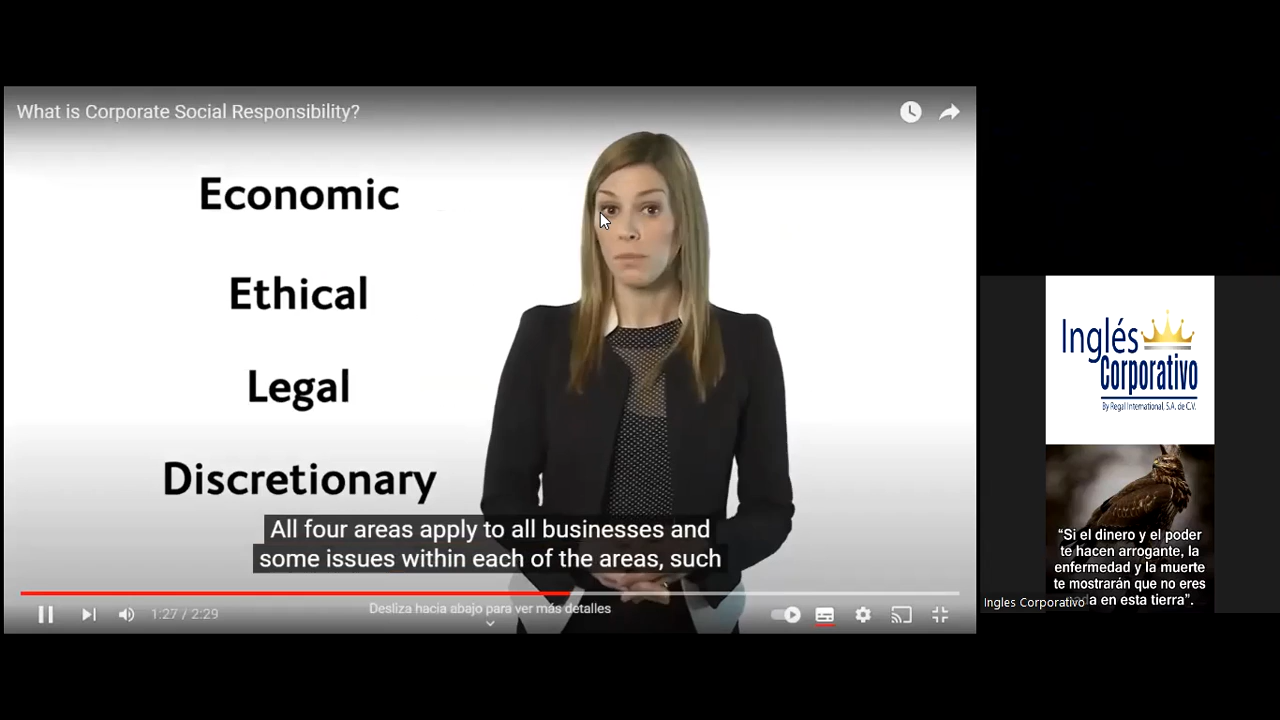 What is Corporate Social Responsibility?
Economic
Ethical
Legal
Discretionary
All four areas apply to all businesses and
some issues within each of the areas, such
1:27 / 2:29
Desliza hacia abajo para ver más detalles
Inglés
Corporativo
By Regall International, S.A. de C.V.
“Si el dinero y el poder
te hacen arrogante, la
enfermedad y la muerte
te mostrarán que no eres
en esta tierra”.
Ingles Corporativo